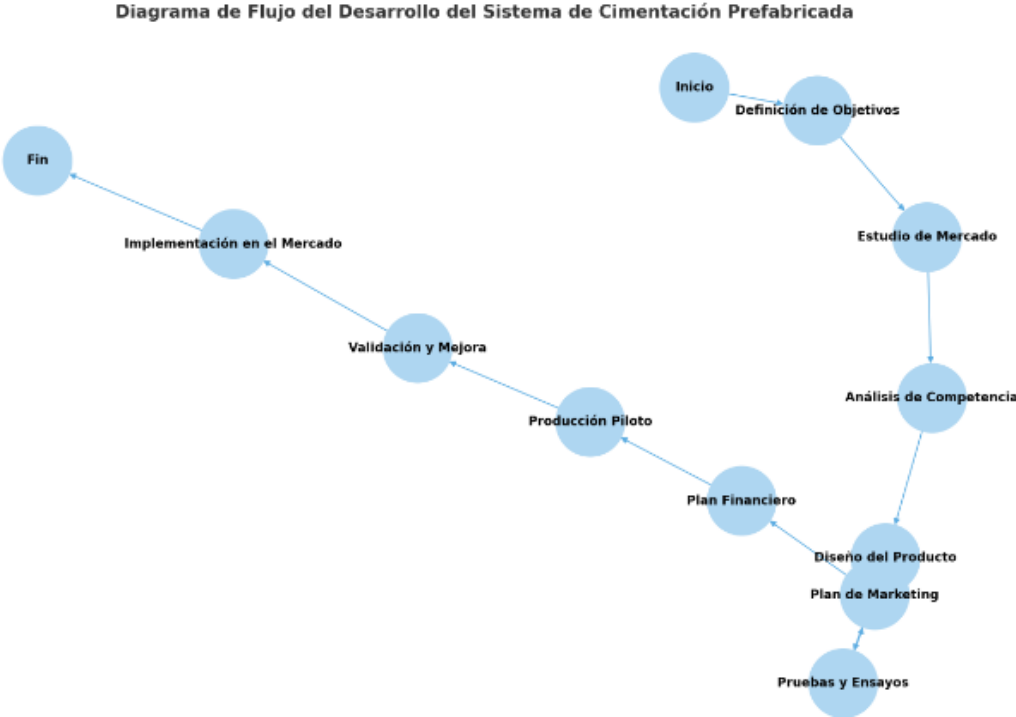 Diagrama de Flujo del Desarrollo del Sistema de Cimentación Prefabricada
Inicio
Definición de Objetivos
Estudio de Mercado
Análisis de Competencia
Diseño del Producto
Plan de Marketing
Pruebas y Ensayos
Plan Financiero
Producción Piloto
Validación y Mejora
Implementación en el Mercado
Fin